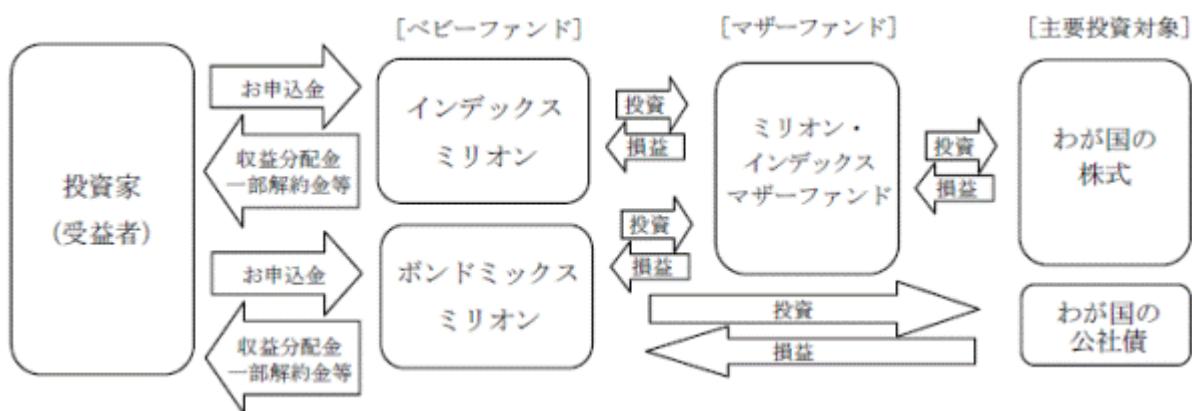 ［ベビーファンド］
［マザーファンド］
［主要投資対象］
投資家
（受益者）
お申込金
収益分配金
一部解約金等
インデックス
ミリオン
投資
損益
ミリオン・
インデックス
マザーファンド
投資
損益
わが国の
株式
お申込金
収益分配金
一部解約金等
ボンドミックス
ミリオン
投資
損益
投資
損益
わが国の
公社債